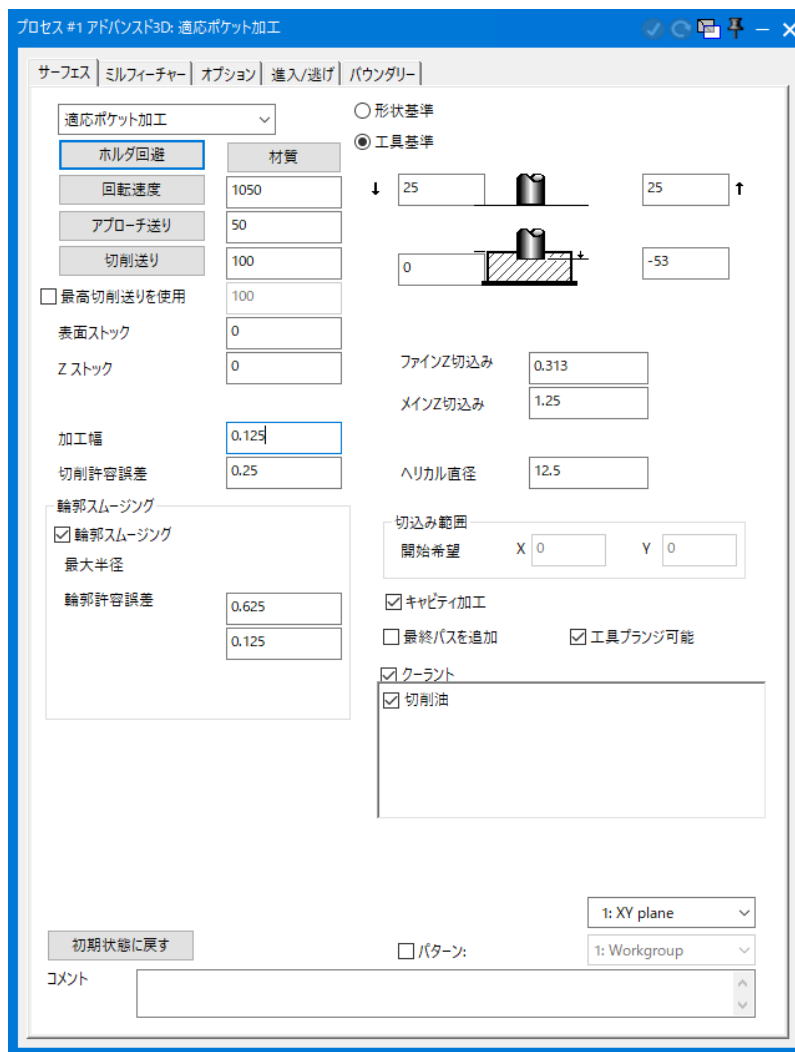 プロセス #1 アドバンスド3D: 適応ポケット加工
サーフェス ミルフィーチャー オプション 進入/逃げ バウンダリー
適応ポケット加工
形状基準
工具基準
ホルダ回避 材質
回転速度 1050
25 25
アプローチ送り 50
切削送り 100
0 -53
最高切削送りを使用 100
表面ストック 0
Z ストック 0
ファインZ切込み 0.313
メインZ切込み 1.25
加工幅 0.125
切削許容誤差 0.25
ヘリカル直径 12.5
輪郭スムージング
輪郭スムージング
最大半径
輪郭許容誤差 0.625
0.125
切込み範囲
開始希望 X 0 Y 0
キャビティ加工
最終パスを追加 工具プランジ可能
クーラント
切削油
1: XY plane
初期状態に戻す パターン: 1: Workgroup
コメント